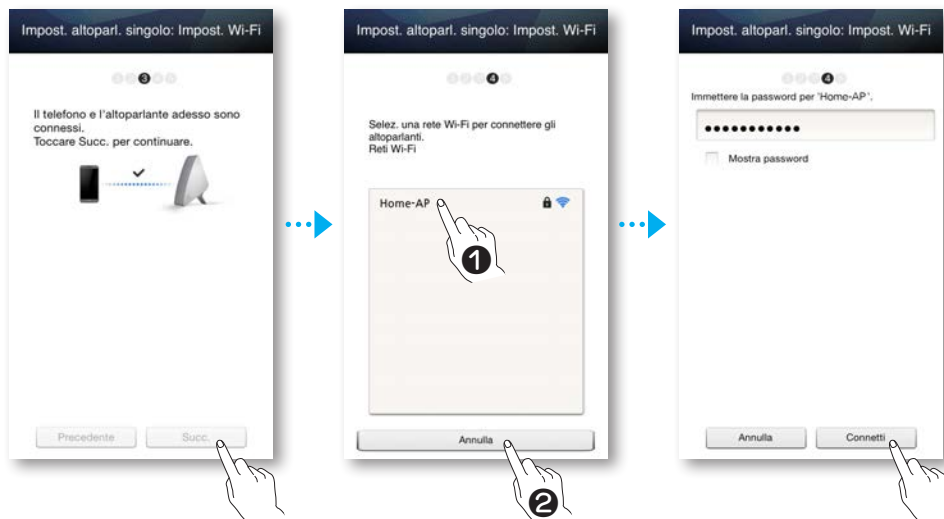 Impost. altoparl. singolo: Impost. Wi-Fi
3
Il telefono e l'altoparlante adesso sono
connessi.
Toccare Succ. per continuare.
Precedente
Succ.
Impost. altoparl. singolo: Impost. Wi-Fi
4
Selez. una rete Wi-Fi per connettere gli
altoparlanti.
Reti Wi-Fi
Home-AP
1
Annulla
2
Impost. altoparl. singolo: Impost. Wi-Fi
4
Immettere la password per 'Home-AP'.
•••••••••••
Mostra password
Annulla
Connetti